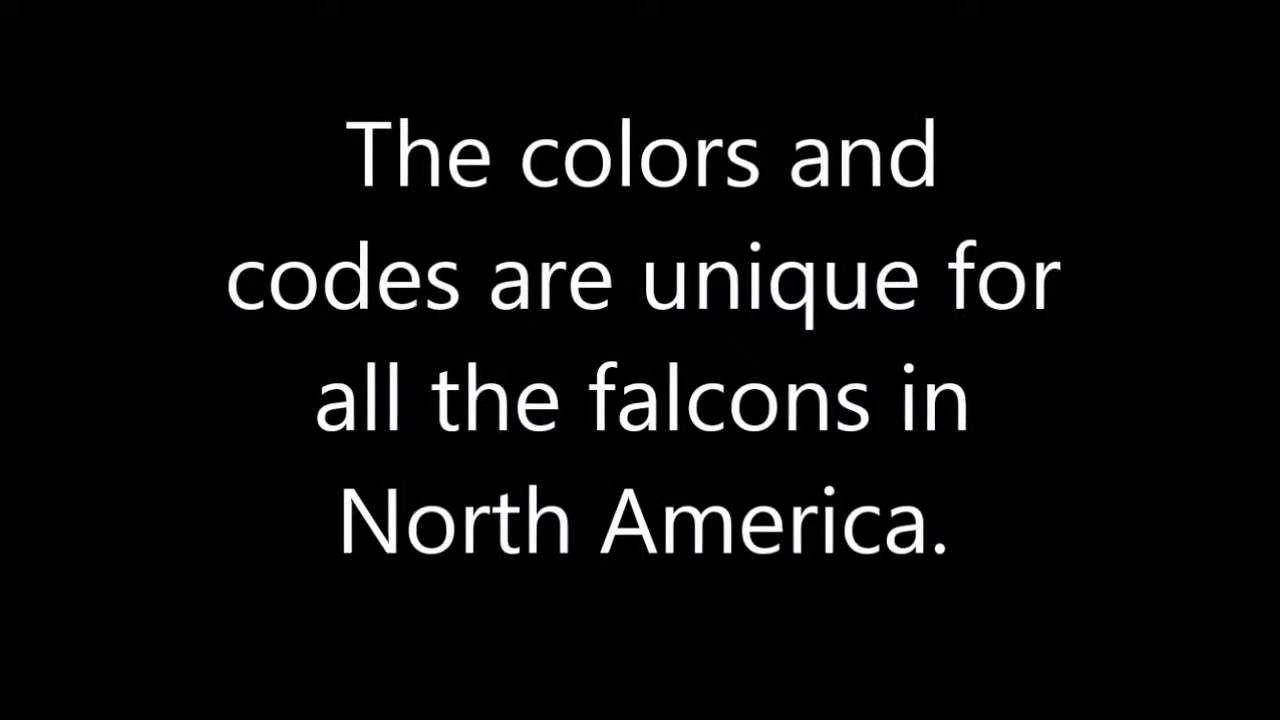 The colors and
codes are unique for
all the falcons in
North America.